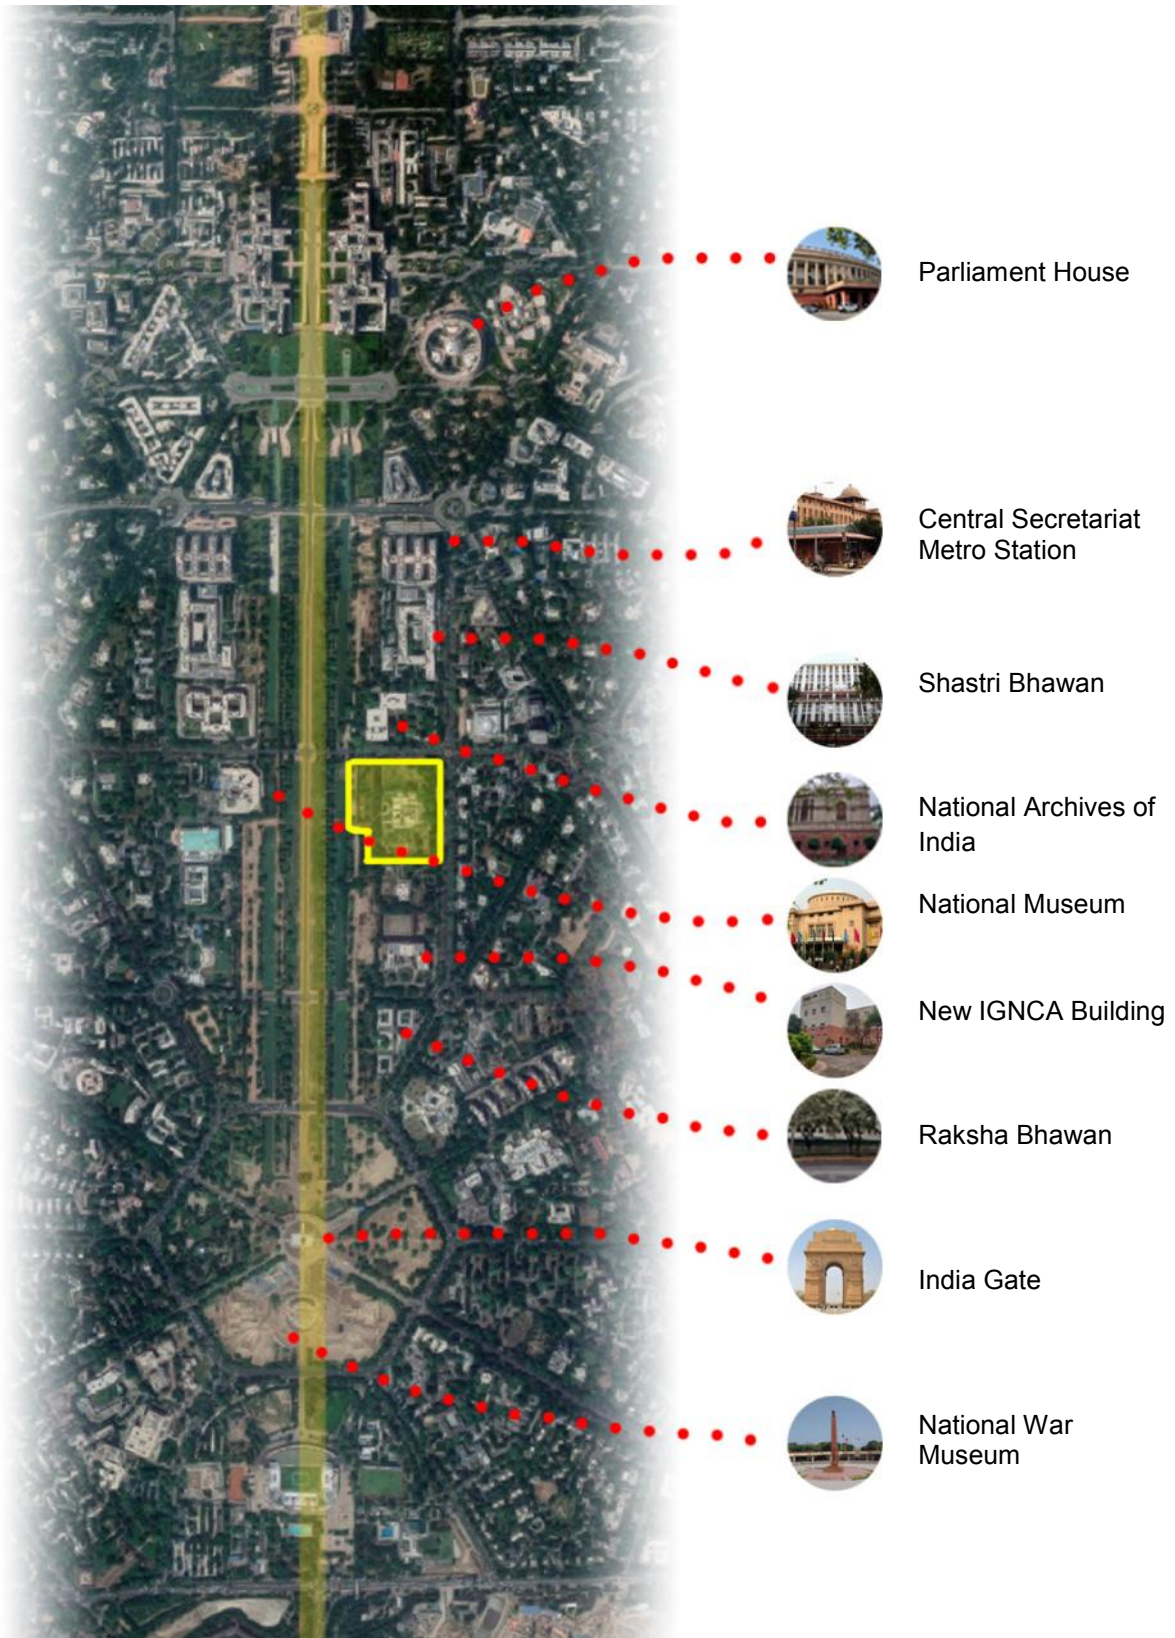 Parliament House
Central Secretariat
Metro Station
Shastri Bhawan
National Archives of
India
National Museum
New IGNCA Building
Raksha Bhawan
India Gate
National War
Museum